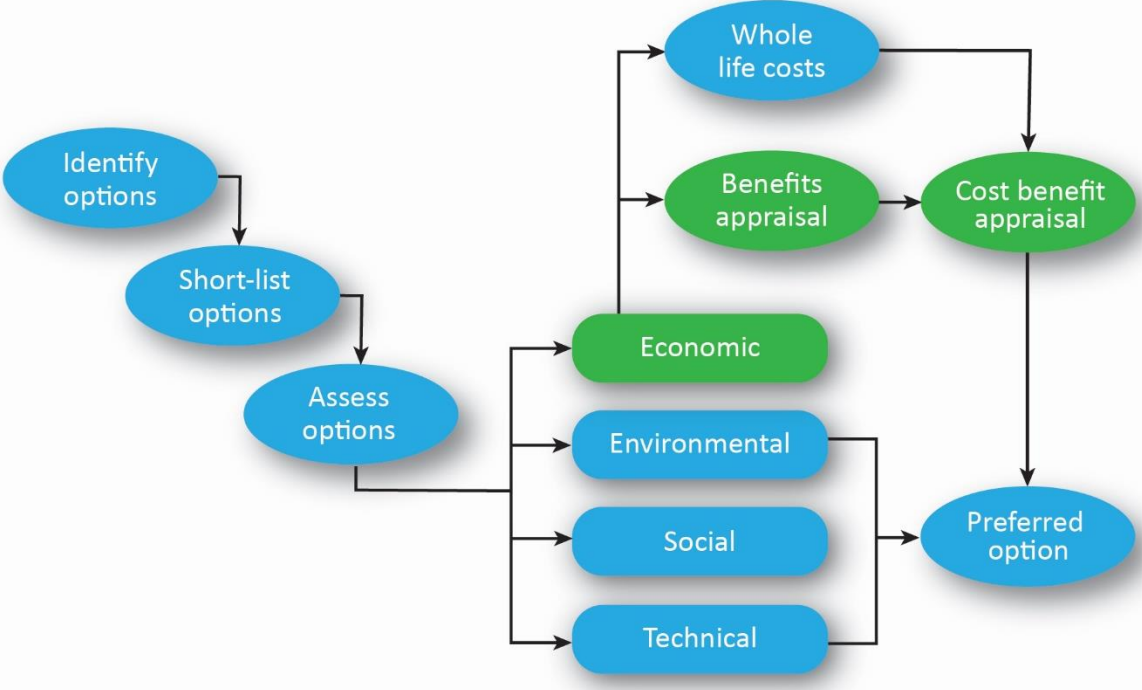 Identify
options
Short-list
options
Assess
options
Whole
life costs
Benefits
appraisal
Cost benefit
appraisal
Economic
Environmental
Social
Technical
Preferred
option